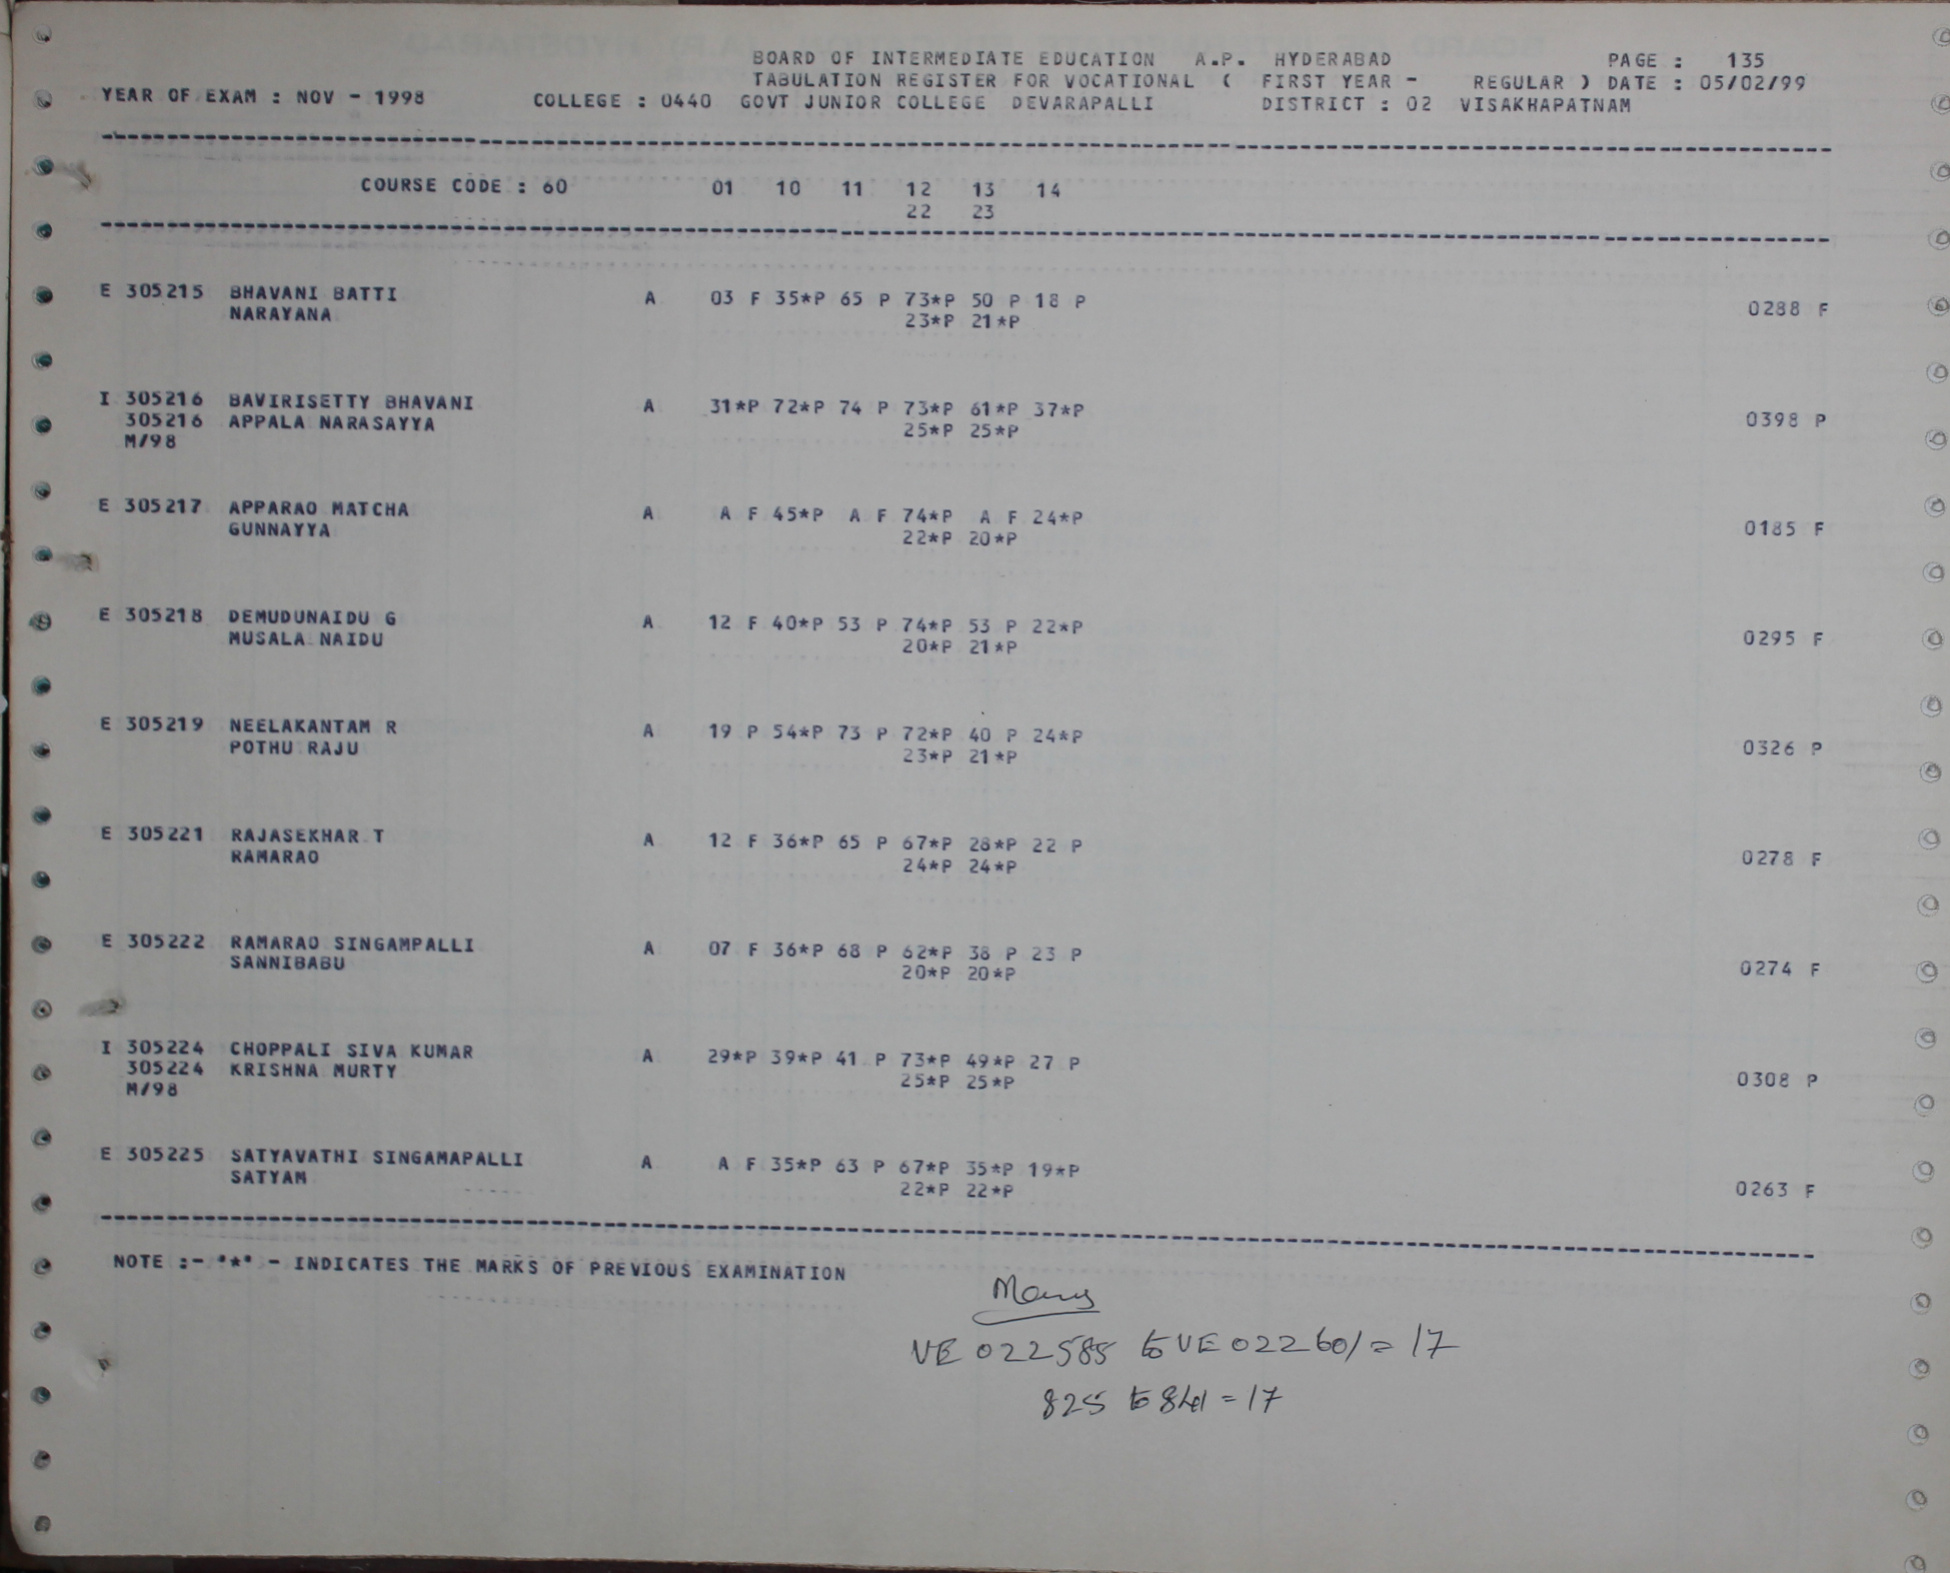 BOARD OF INTERMEDIATE EDUCATION A.P. HYDERABAD PAGE : 135
TABULATION REGISTER FOR VOCATIONAL ( FIRST YEAR - REGULAR ) DATE : 05/02/99
YEAR OF EXAM : NOV - 1998 COLLEGE : 0440 GOVT JUNIOR COLLEGE DEVARAPALLI DISTRICT : 02 VISAKHAPATNAM
COURSE CODE : 60 01 10 11 12 13 14
22 23
E 305215 BHAVANI BATTI A 03 F 35*P 65 P 73*P 50 P 18 P 0288 F
NARAYANA 23*P 21*P
I 305216 BAVIRISETTY BHAVANI A 31*P 72*P 74 P 73*P 61*P 37*P 0398 P
305216 APPALA NARASAYYA 25*P 25*P
M/98
E 305217 APPARAO MATCHA A A F 45*P A F 74*P A F 24*P 0185 F
GUNNAYYA 22*P 20*P
E 305218 DEMUDUNAIDU G A 12 F 40*P 53 P 74*P 53 P 22*P 0295 F
MUSALA NAIDU 20*P 21*P
E 305219 NEELAKANTAM R A 19 P 54*P 73 P 72*P 40 P 24*P 0326 P
POTHU RAJU 23*P 21*P
E 305221 RAJASEKHAR T A 12 F 36*P 65 P 67*P 28*P 22 P 0278 F
RAMARAO 24*P 24*P
E 305222 RAMARAO SINGAMPALLI A 07 F 36*P 68 P 62*P 38 P 23 P 0274 F
SANNIBABU 20*P 20*P
I 305224 CHOPPALI SIVA KUMAR A 29*P 39*P 41 P 73*P 49*P 27 P 0308 P
305224 KRISHNA MURTY 25*P 25*P
M/98
E 305225 SATYAVATHI SINGAMAPALLI A A F 35*P 63 P 67*P 35*P 19*P 0263 F
SATYAM 22*P 22*P
NOTE :- "*" - INDICATES THE MARKS OF PREVIOUS EXAMINATION
VE 022585 to VE 022601 = 17
825 to 841 = 17